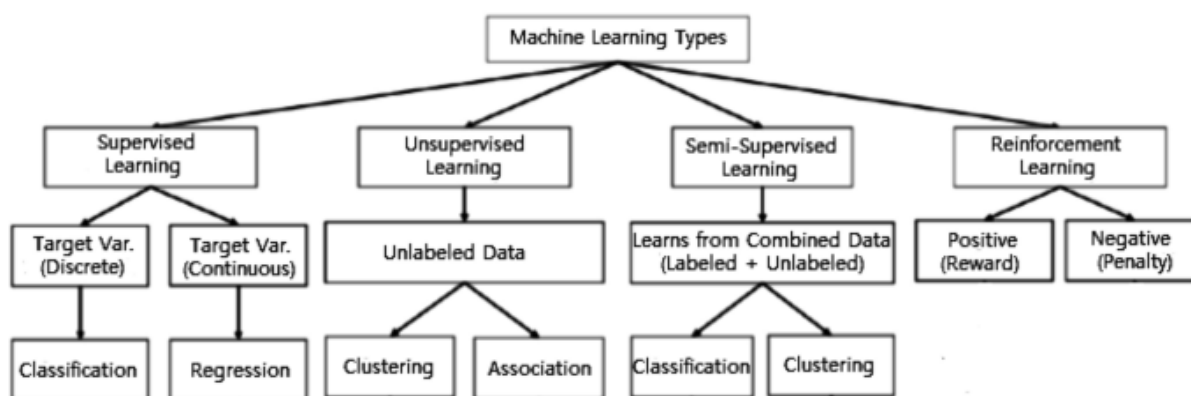 Machine Learning Types
Supervised
Learning
Unsupervised
Learning
Semi-Supervised
Learning
Reinforcement
Learning
Target Var.
(Discrete)
Target Var.
(Continuous)
Unlabeled Data
Learns from Combined Data
(Labeled + Unlabeled)
Positive
(Reward)
Negative
(Penalty)
Classification
Regression
Clustering
Association
Classification
Clustering